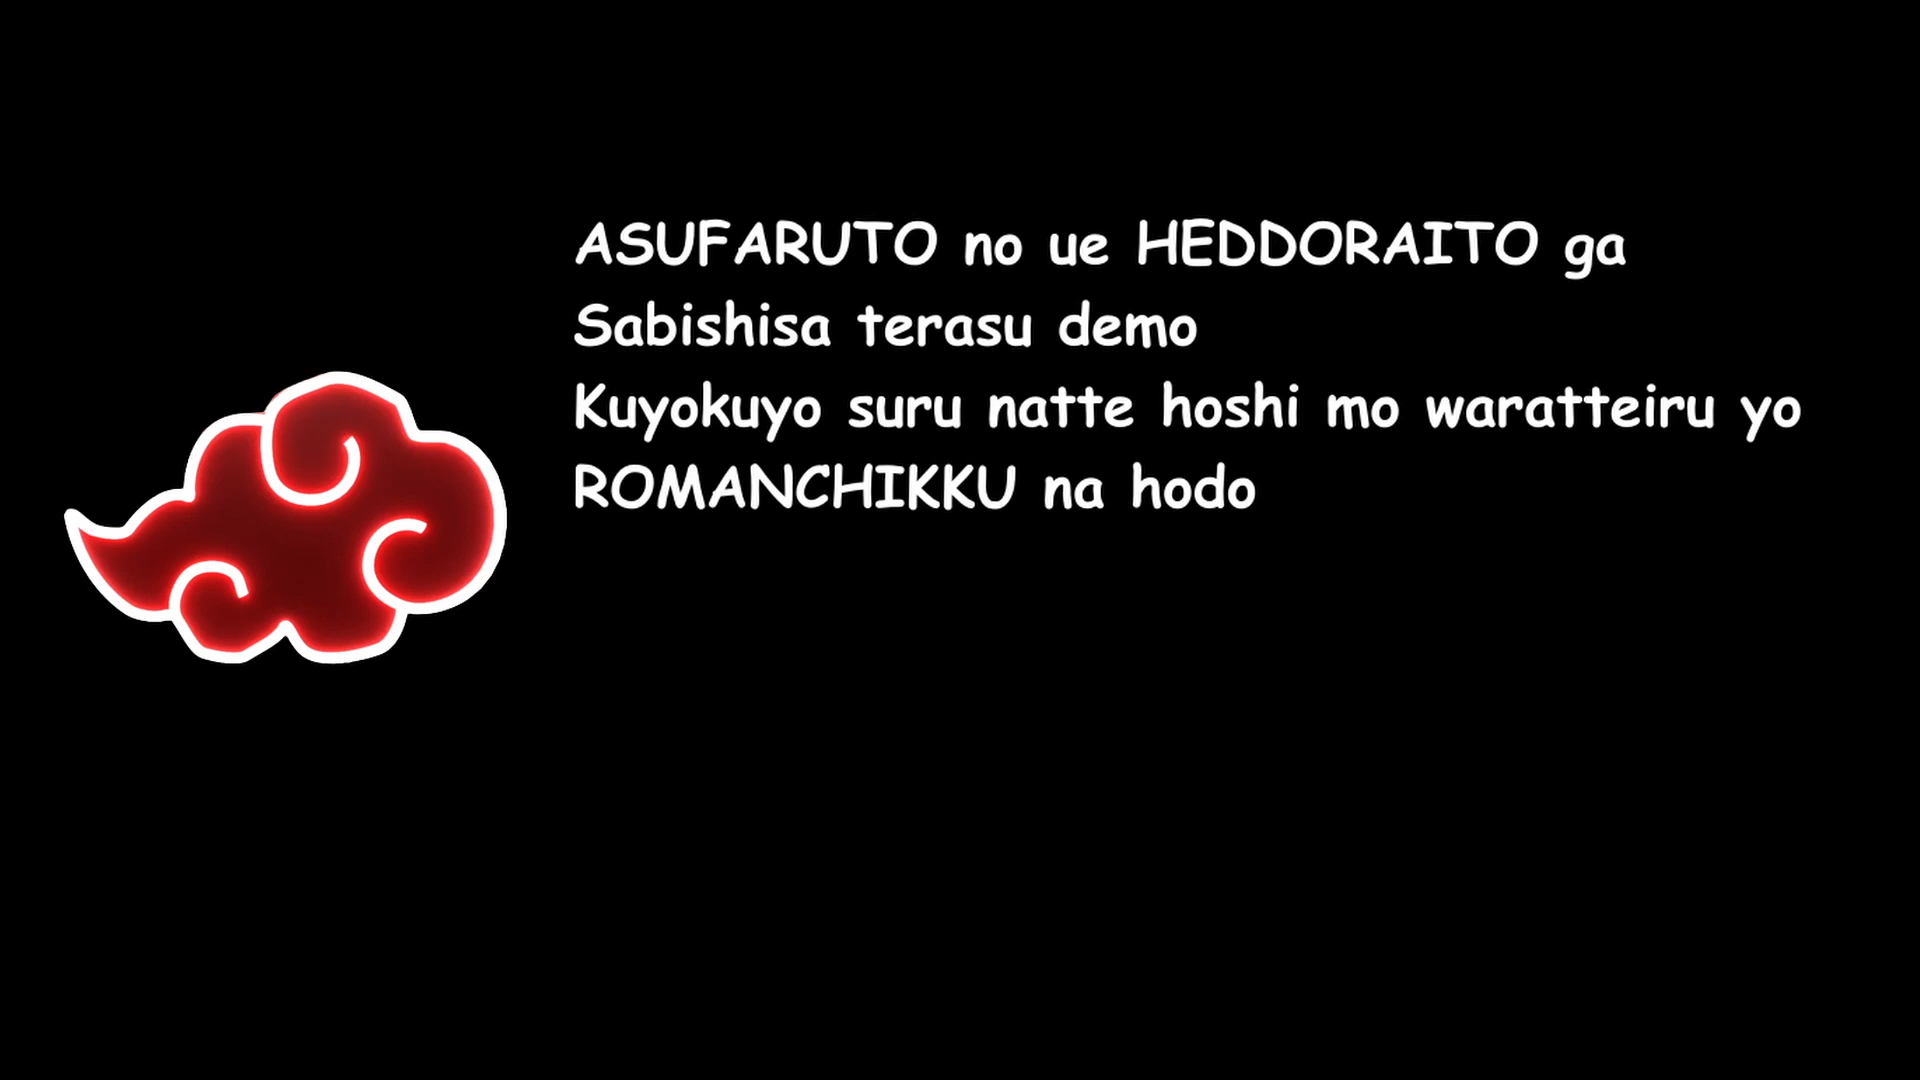 ASUFARUTO no ue HEDDORAITO ga
Sabishisa terasu demo
Kuyokuyo suru natte hoshi mo waratteiru yo
ROMANCHIKKU na hodo